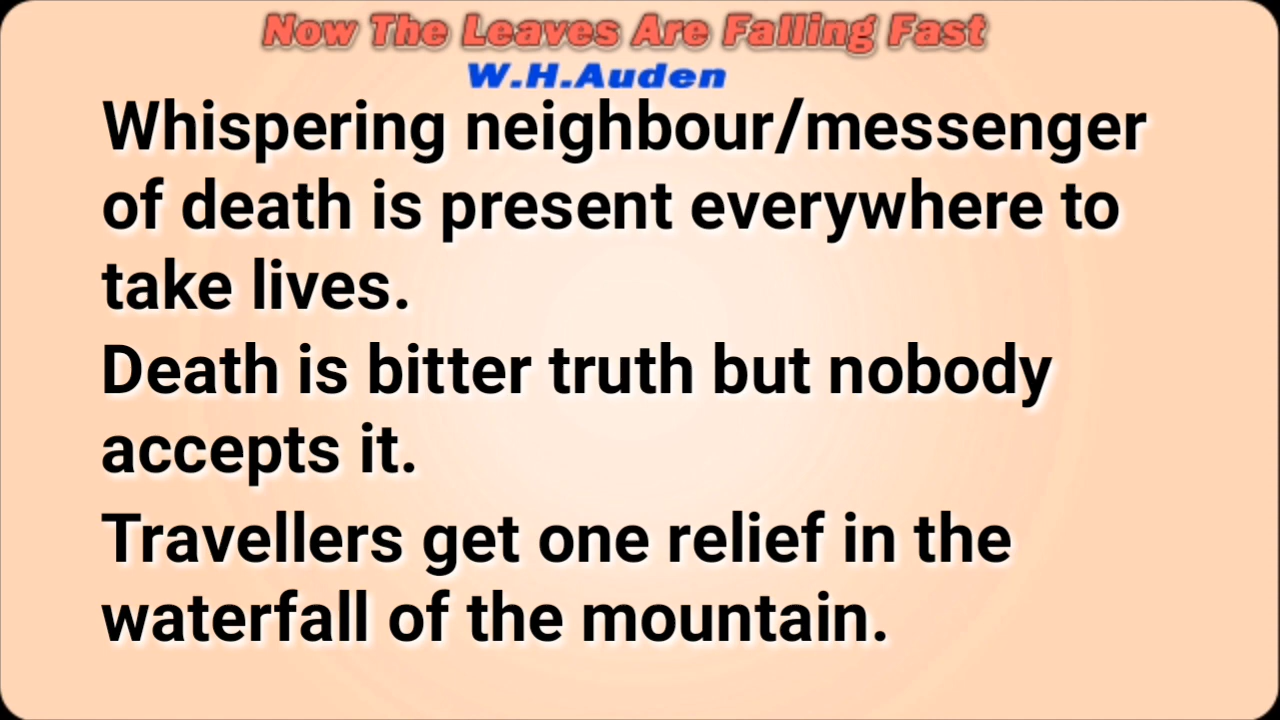 Now The Leaves Are Falling Fast
W.H.Auden
Whispering neighbour/messenger
of death is present everywhere to
take lives.
Death is bitter truth but nobody
accepts it.
Travellers get one relief in the
waterfall of the mountain.